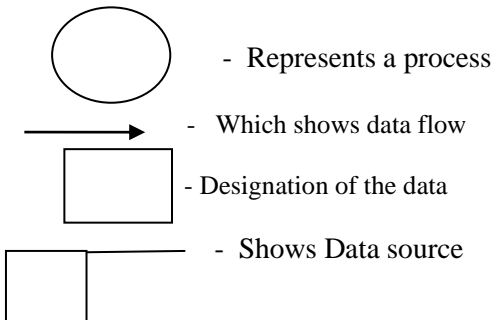 - Represents a process
- Which shows data flow
- Designation of the data
- Shows Data source